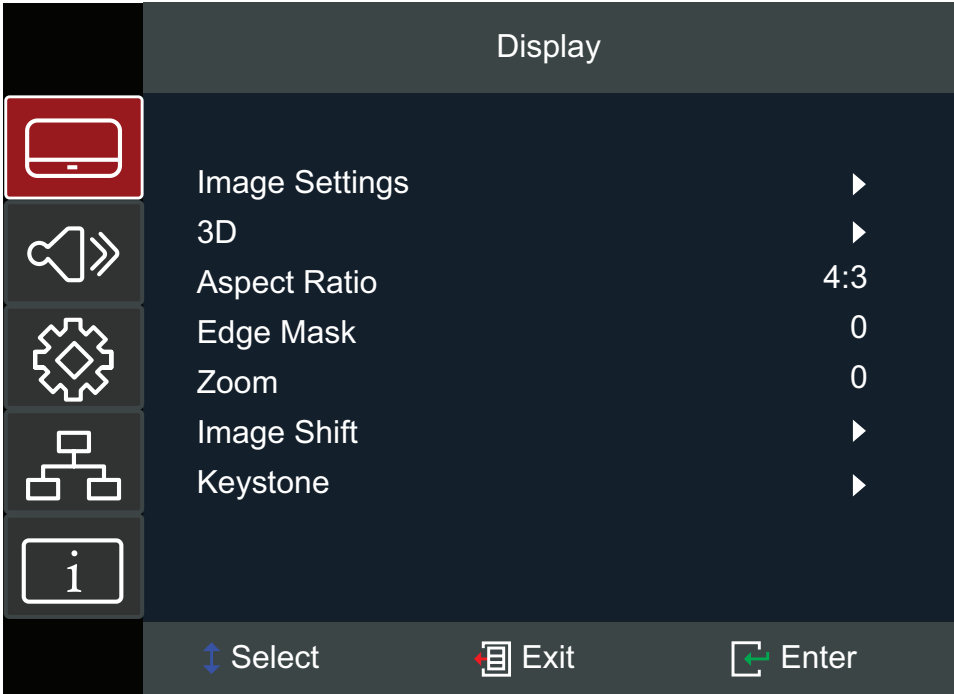 Display
Image Settings
3D
Aspect Ratio 4:3
Edge Mask 0
Zoom 0
Image Shift
Keystone
i
Select Exit Enter